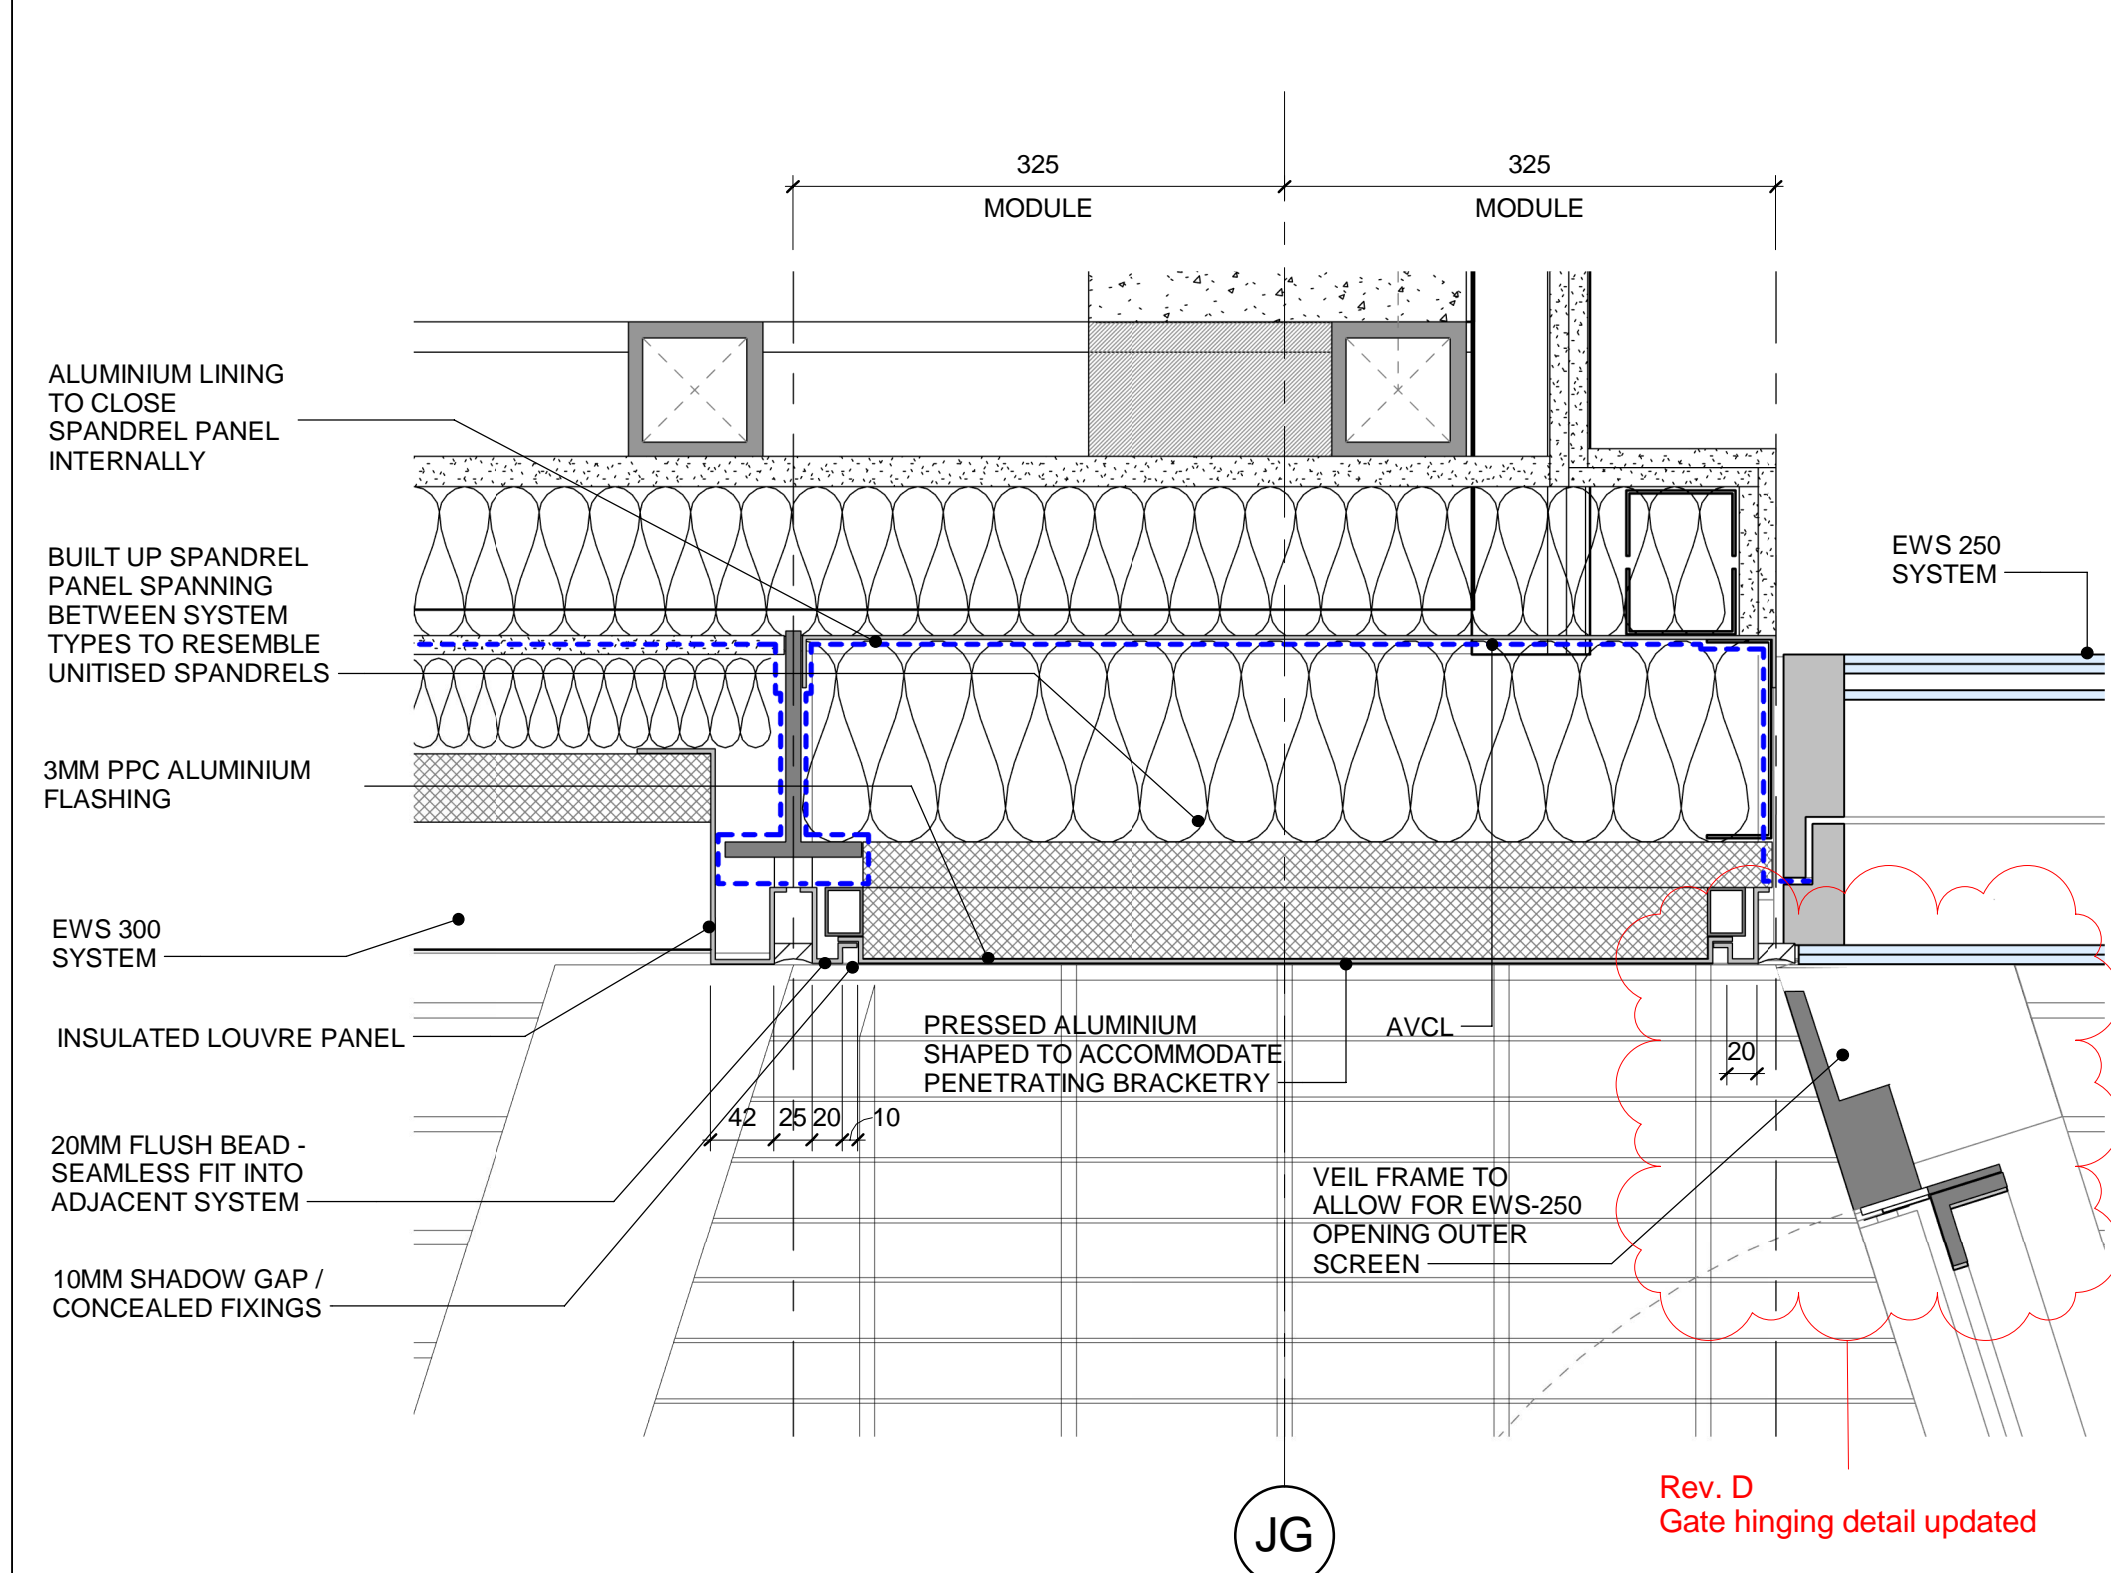 325
325
MODULE
MODULE
ALUMINIUM LINING
TO CLOSE
SPANDREL PANEL
INTERNALLY
BUILT UP SPANDREL
PANEL SPANNING
BETWEEN SYSTEM
TYPES TO RESEMBLE
UNITISED SPANDRELS
EWS 250
SYSTEM
3MM PPC ALUMINIUM
FLASHING
EWS 300
SYSTEM
INSULATED LOUVRE PANEL
PRESSED ALUMINIUM
SHAPED TO ACCOMMODATE
PENETRATING BRACKETRY
AVCL
20
42
25
20
10
20MM FLUSH BEAD -
SEAMLESS FIT INTO
ADJACENT SYSTEM
VEIL FRAME TO
ALLOW FOR EWS-250
OPENING OUTER
SCREEN
10MM SHADOW GAP /
CONCEALED FIXINGS
Rev. D
Gate hinging detail updated
JG